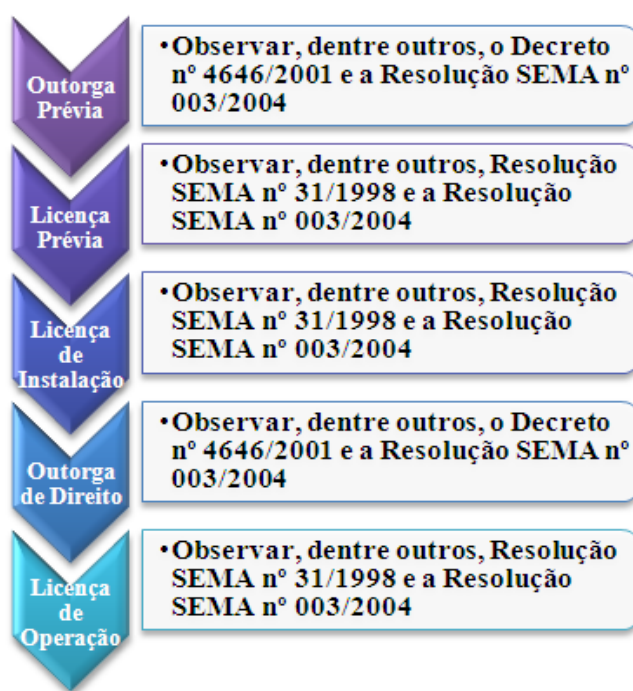 Outorga
Prévia
•Observar, dentre outros, o Decreto
nº 4646/2001 e a Resolução SEMA nº
003/2004
Licença
Prévia
•Observar, dentre outros, Resolução
SEMA nº 31/1998 e a Resolução
SEMA nº 003/2004
Licença
de
Instalação
•Observar, dentre outros, Resolução
SEMA nº 31/1998 e a Resolução
SEMA nº 003/2004
Outorga
de Direito
•Observar, dentre outros, o Decreto
nº 4646/2001 e a Resolução SEMA nº
003/2004
Licença
de
Operação
•Observar, dentre outros, Resolução
SEMA nº 31/1998 e a Resolução
SEMA nº 003/2004